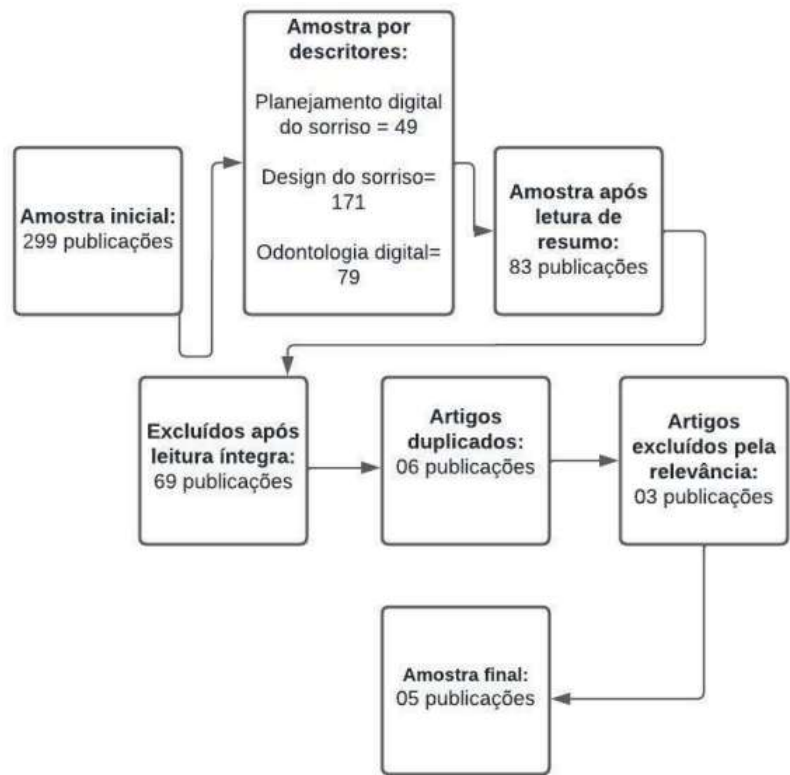 Amostra inicial:
299 publicações
Amostra por
descritores:
Planejamento digital
do sorriso = 49
Design do sorriso=
171
Odontologia digital=
79
Amostra após
letura de
resumo:
83 publicações
Excluídos após
leitura íntegra:
69 publicações
Artigos
duplicados:
06 publicações
Artigos
excluídos pela
relevância:
03 publicações
Amostra final:
05 publicações